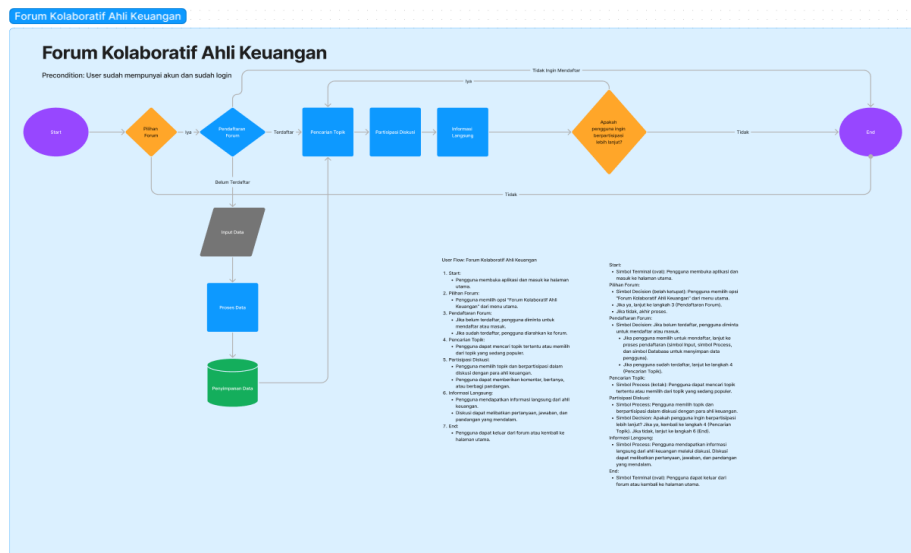 Forum Kolaboratif Ahli Keuangan
Forum Kolaboratif Ahli Keuangan
Precondition: User sudah mempunyai akun dan sudah login
Tidak Ingin Mendaftar
Iya
Start
Pilihan
Forum
Iya
Pendaftaran
Forum
Terdaftar
Pencarian Topik
Partisipasi Diskusi
Informasi
Langsung
Apakah
pengguna ingin
berpartisipasi
lebih lanjut?
Tidak
End
Belum Terdaftar
Tidak
Input Data
Proses Data
Penyimpanan Data
User Flow: Forum Kolaboratif Ahli Keuangan
1. Start:
• Pengguna membuka aplikasi dan masuk ke halaman
utama.
2. Pilihan Forum:
• Pengguna memilih opsi "Forum Kolaboratif Ahli
Keuangan" dari menu utama.
3. Pendaftaran Forum:
• Jika belum terdaftar, pengguna diminta untuk
mendaftar atau masuk.
• Jika sudah terdaftar, pengguna diarahkan ke forum.
4. Pencarian Topik:
• Pengguna dapat mencari topik tertentu atau memilih
dari topik yang sedang populer.
5. Partisipasi Diskusi:
• Pengguna memilih topik dan berpartisipasi dalam
diskusi dengan para ahli keuangan.
• Pengguna dapat memberikan komentar, bertanya,
atau berbagi pandangan.
6. Informasi Langsung:
• Pengguna mendapatkan informasi langsung dari ahli
keuangan.
• Diskusi dapat melibatkan pertanyaan, jawaban, dan
pandangan yang mendalam.
7. End:
• Pengguna dapat keluar dari forum atau kembali ke
halaman utama.
Start:
• Simbol Terminal (oval): Pengguna membuka aplikasi dan
masuk ke halaman utama.
Pilihan Forum:
• Simbol Decision (belah ketupat): Pengguna memilih opsi
"Forum Kolaboratif Ahli Keuangan" dari menu utama.
• Jika ya, lanjut ke langkah 3 (Pendaftaran Forum).
• Jika tidak, akhir proses.
Pendaftaran Forum:
• Simbol Decision: Jika belum terdaftar, pengguna diminta
untuk mendaftar atau masuk.
• Jika pengguna memilih untuk mendaftar, lanjut ke
proses pendaftaran (simbol Input, simbol Process,
dan simbol Database untuk menyimpan data
pengguna).
• Jika pengguna sudah terdaftar, lanjut ke langkah 4
(Pencarian Topik).
Pencarian Topik:
• Simbol Process (kotak): Pengguna dapat mencari topik
tertentu atau memilih dari topik yang sedang populer.
Partisipasi Diskusi:
• Simbol Process: Pengguna memilih topik dan
berpartisipasi dalam diskusi dengan para ahli keuangan.
• Simbol Decision: Apakah pengguna ingin berpartisipasi
lebih lanjut? Jika ya, kembali ke langkah 4 (Pencarian
Topik). Jika tidak, lanjut ke langkah 6 (End).
Informasi Langsung:
• Simbol Process: Pengguna mendapatkan informasi
langsung dari ahli keuangan melalui diskusi. Diskusi
dapat melibatkan pertanyaan, jawaban, dan pandangan
yang mendalam.
End:
• Simbol Terminal (oval): Pengguna dapat keluar dari
forum atau kembali ke halaman utama.